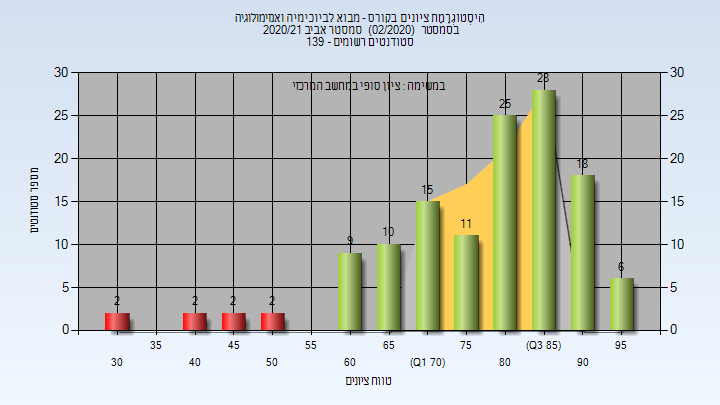 הִיסְטוֹגְרָמַת ציונים בקורס - מבוא לביוכימיה ואנזימולוגיה
בסמסטר (02/2020) סמסטר אביב 2020/21
סטודנטים רשומים - 139
במשימה : ציון סופי במחשב המרכזי
מספר סטודנטים
30 30
25 25
20 20
15 15
10 10
5 5
0 0
2 2 2 2 9 10 15 11 25 28 18 6
35 45 55 65 75 (Q3 85) 95
30 40 50 60 (Q1 70) 80 90
טווח ציונים